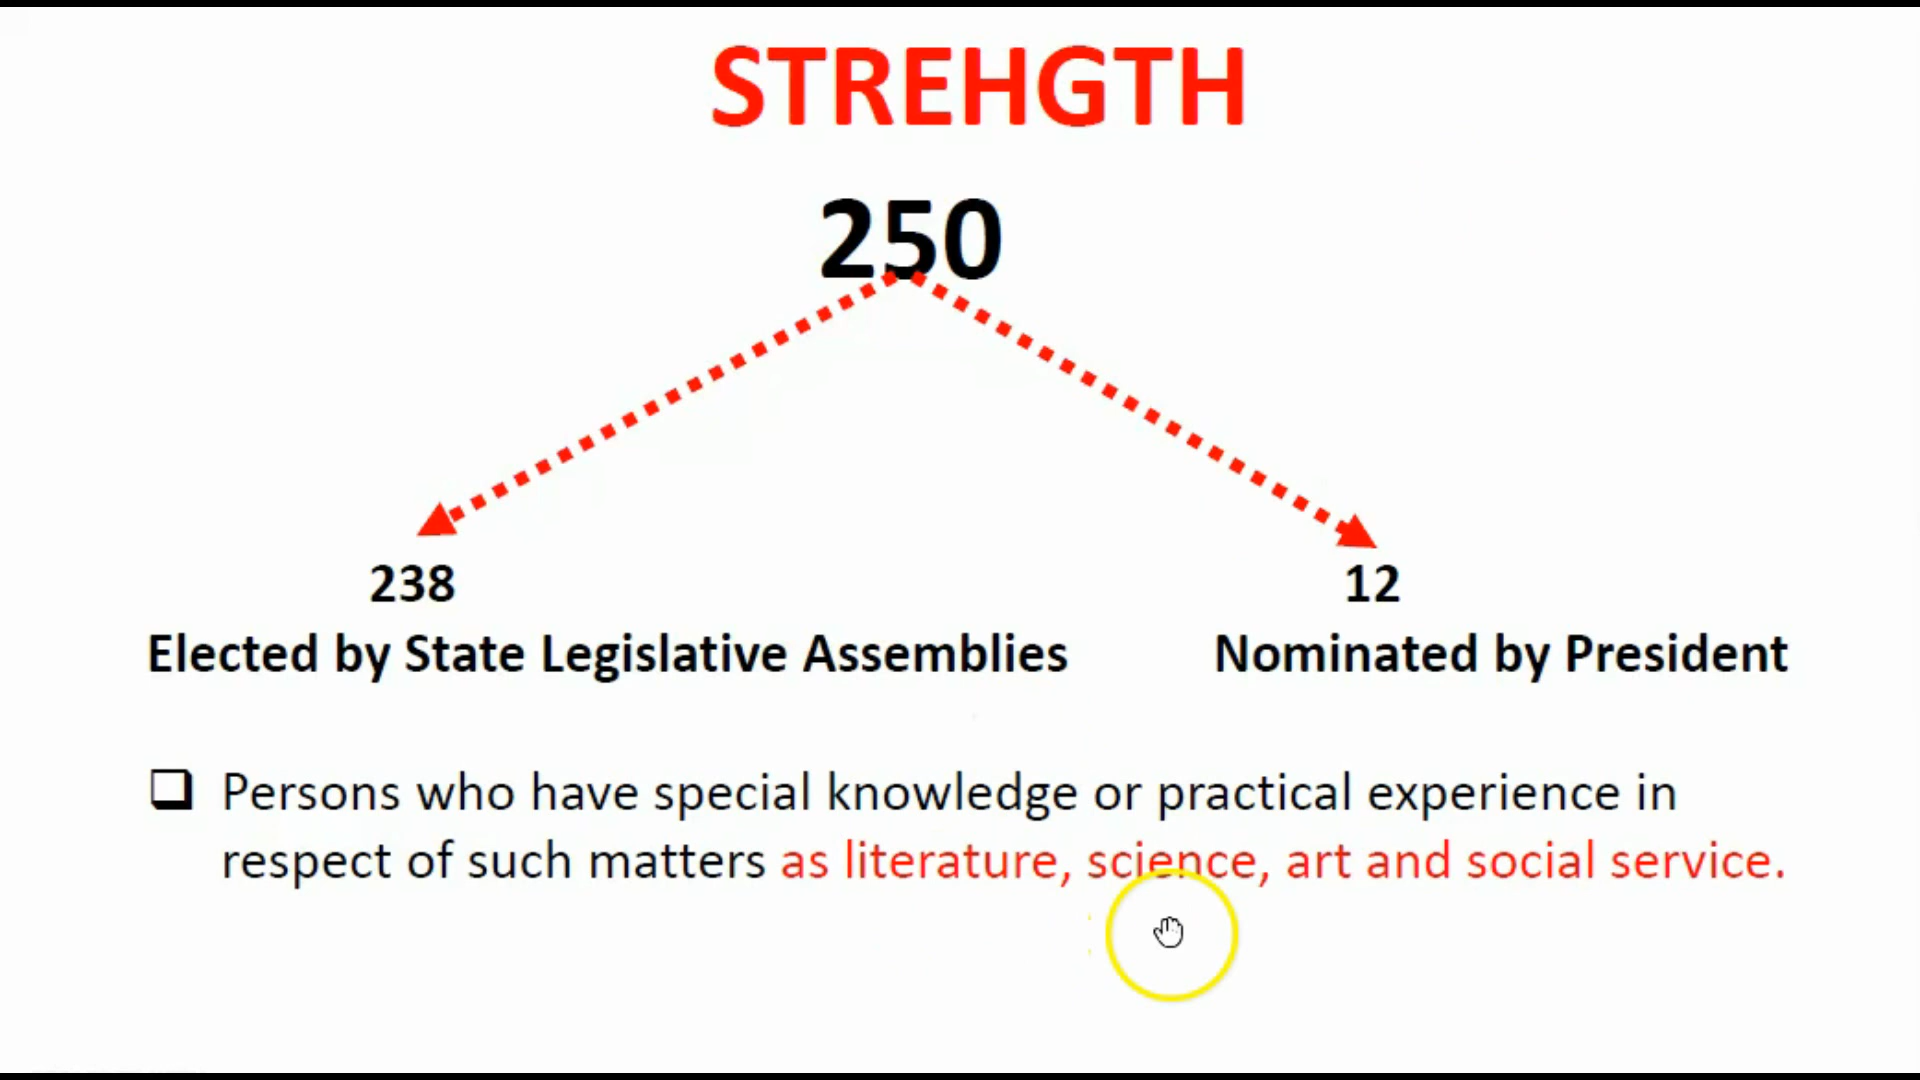 STREHGTH
250
238
12
Elected by State Legislative Assemblies
Nominated by President
Persons who have special knowledge or practical experience in
respect of such matters as literature, science, art and social service.